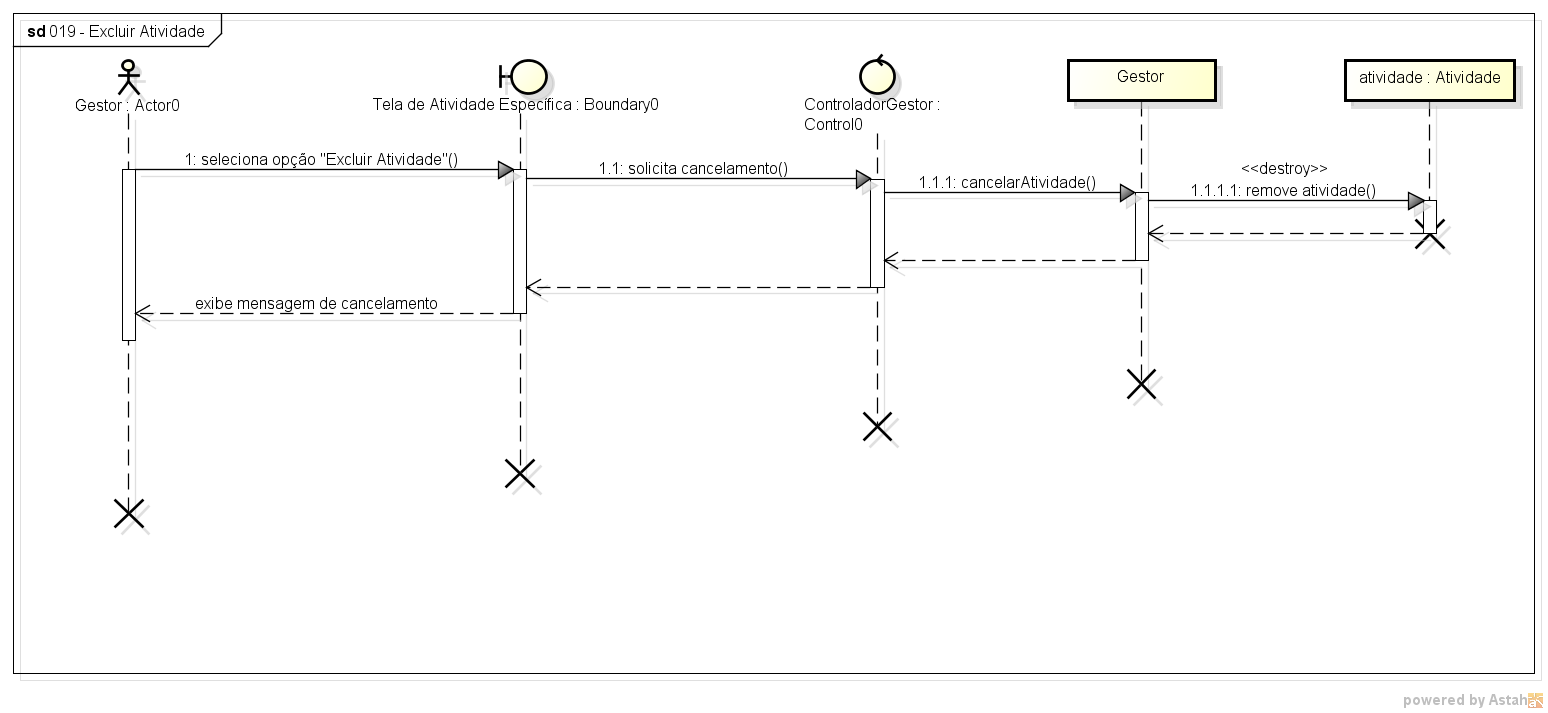 sd 019 - Excluir Atividade
Gestor : Actor0
Tela de Atividade Específica : Boundary0
ControladorGestor :
Control0
Gestor
atividade : Atividade
1: seleciona opção "Excluir Atividade"()
1.1: solicita cancelamento()
1.1.1: cancelarAtividade()
<<destroy>>
1.1.1.1: remove atividade()
exibe mensagem de cancelamento
powered by Astah